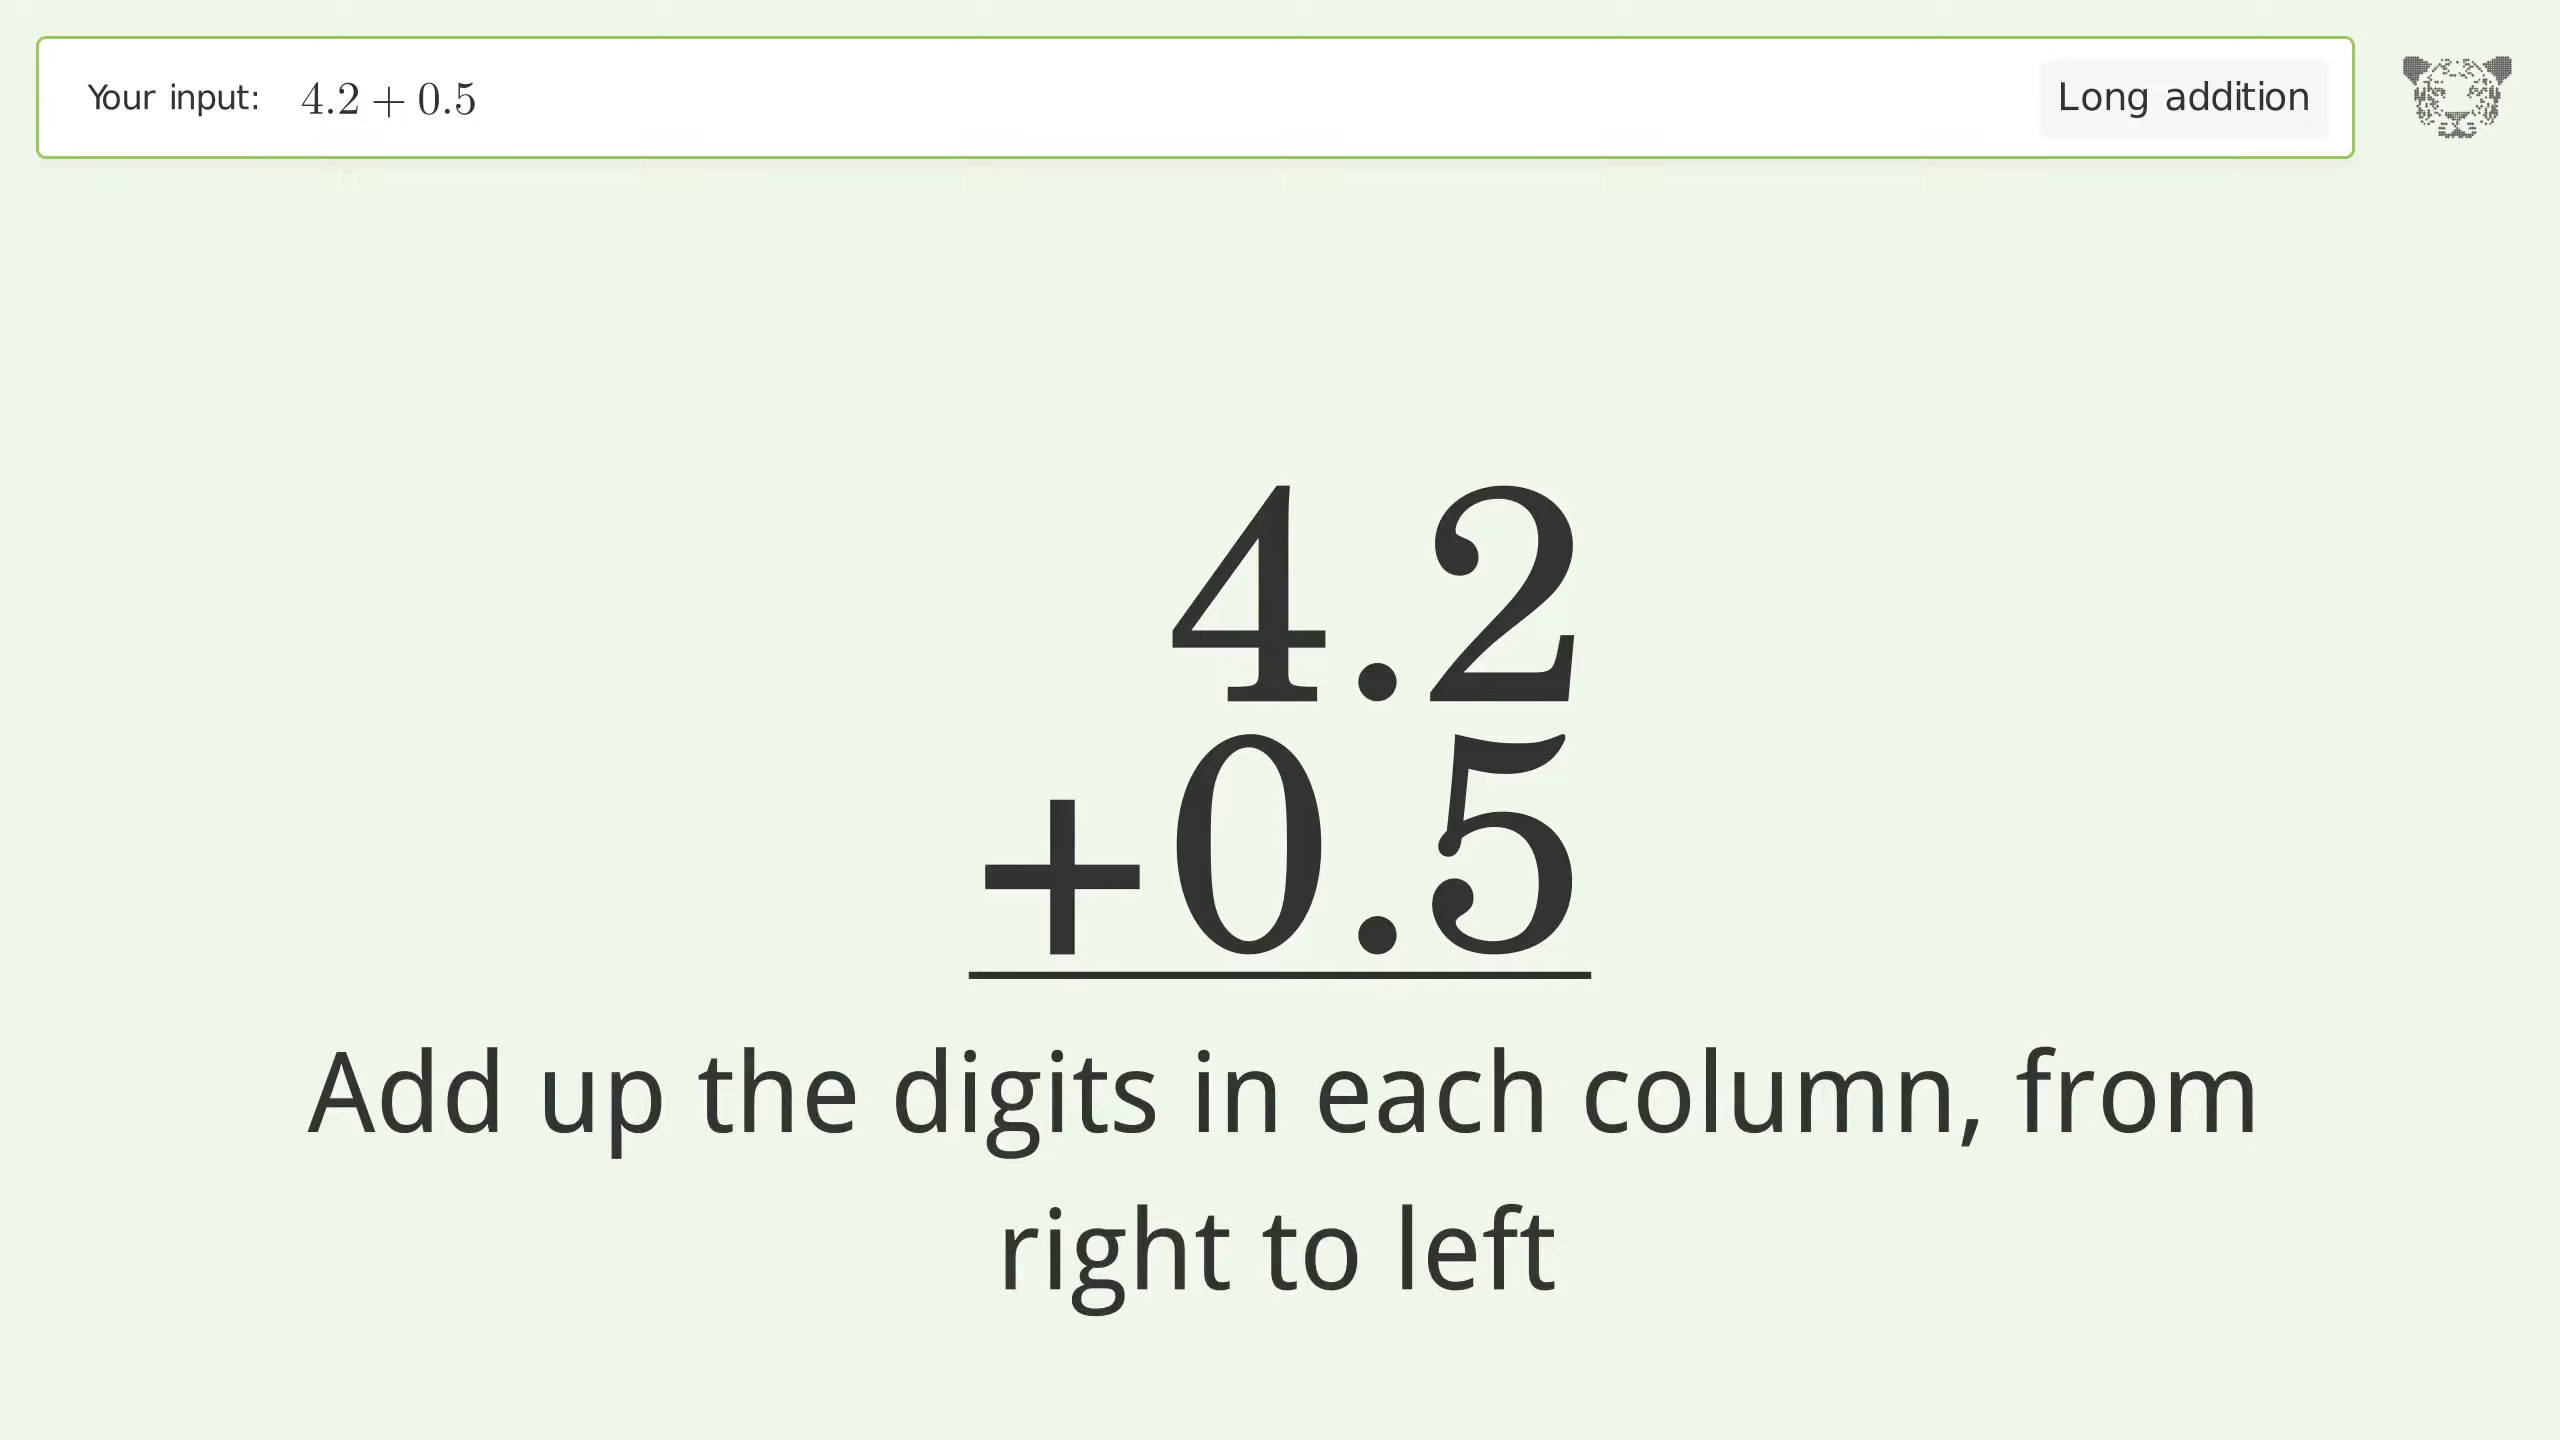 Your input: 4.2 + 0.5
Long addition
4.2
+0.5
Add up the digits in each column, from
right to left